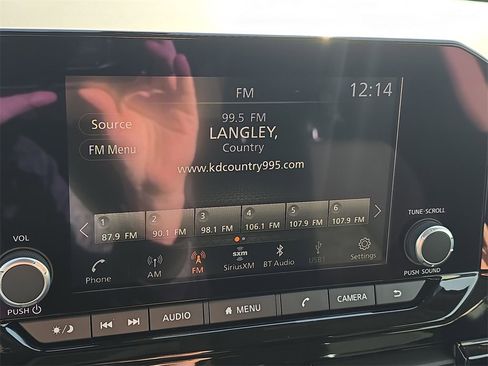 FM
12:14
Source
FM Menu
99.5 FM
LANGLEY,
Country
www.kdcountry995.com
1 2 3 4 5 6
87.9 FM 90.1 FM 98.1 FM 106.1 FM 107.9 FM 107.9 FM
Phone
AM
FM
sxm
SiriusXM
BT Audio
USB1
Settings
VOL
PUSH
TUNE·SCROLL
PUSH SOUND
AUDIO
MENU
CAMERA